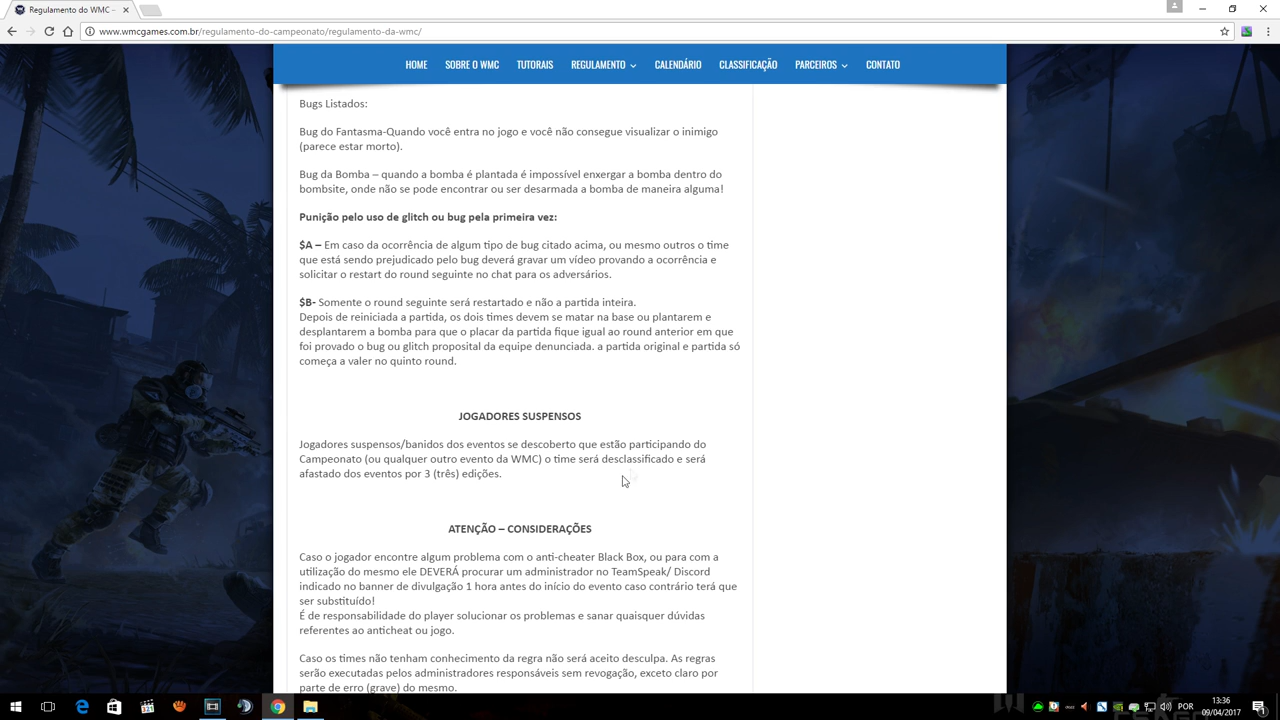 Regulamento do WMC -
www.wmcgames.com.br/regulamento-do-campeonato/regulamento-da-wmc/
HOME SOBRE O WMC TUTORAIS REGULAMENTO CALENDÁRIO CLASSIFICAÇÃO PARCEIROS CONTATO
Bugs Listados:
Bug do Fantasma-Quando você entra no jogo e você não consegue visualizar o inimigo
(parece estar morto).
Bug da Bomba – quando a bomba é plantada é impossível enxergar a bomba dentro do
bombsite, onde não se pode encontrar ou ser desarmada a bomba de maneira alguma!
Punição pelo uso de glitch ou bug pela primeira vez:
$A – Em caso da ocorrência de algum tipo de bug citado acima, ou mesmo outros o time
que está sendo prejudicado pelo bug deverá gravar um vídeo provando a ocorrência e
solicitar o restart do round seguinte no chat para os adversários.
$B- Somente o round seguinte será restartado e não a partida inteira.
Depois de reiniciada a partida, os dois times devem se matar na base ou plantarem e
desplantarem a bomba para que o placar da partida fique igual ao round anterior em que
foi provado o bug ou glitch proposital da equipe denunciada. a partida original e partida só
começa a valer no quinto round.
JOGADORES SUSPENSOS
Jogadores suspensos/banidos dos eventos se descoberto que estão participando do
Campeonato (ou qualquer outro evento da WMC) o time será desclassificado e será
afastado dos eventos por 3 (três) edições.
ATENÇÃO – CONSIDERAÇÕES
Caso o jogador encontre algum problema com o anti-cheater Black Box, ou para com a
utilização do mesmo ele DEVERÁ procurar um administrador no TeamSpeak/ Discord
indicado no banner de divulgação 1 hora antes do início do evento caso contrário terá que
ser substituído!
É de responsabilidade do player solucionar os problemas e sanar quaisquer dúvidas
referentes ao anticheat ou jogo.
Caso os times não tenham conhecimento da regra não será aceito desculpa. As regras
serão executadas pelos administradores responsáveis sem revogação, exceto claro por
parte de erro (grave) do mesmo.
POR
13:36
09/04/2017